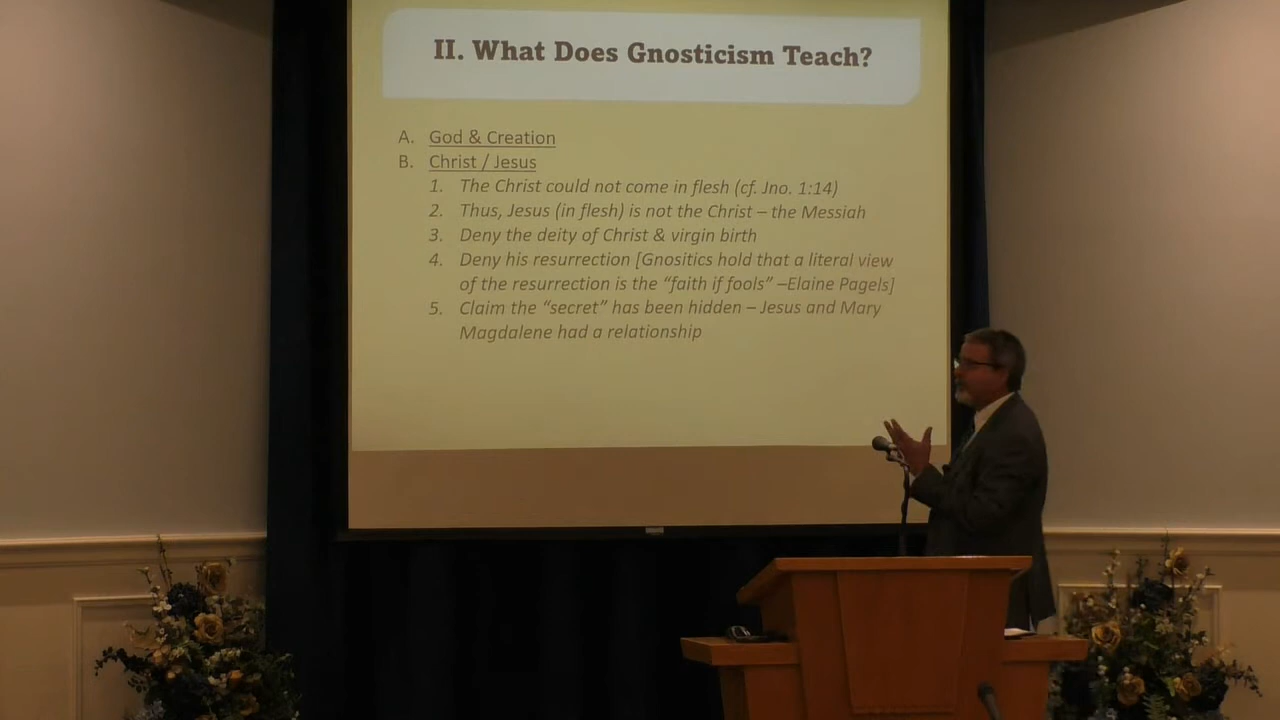 II. What Does Gnosticism Teach?
A. God & Creation
B. Christ / Jesus
1. The Christ could not come in flesh (cf. Jno. 1:14)
2. Thus, Jesus (in flesh) is not the Christ – the Messiah
3. Deny the deity of Christ & virgin birth
4. Deny his resurrection [Gnositics hold that a literal view
of the resurrection is the “faith if fools” –Elaine Pagels]
5. Claim the “secret” has been hidden – Jesus and Mary
Magdalene had a relationship